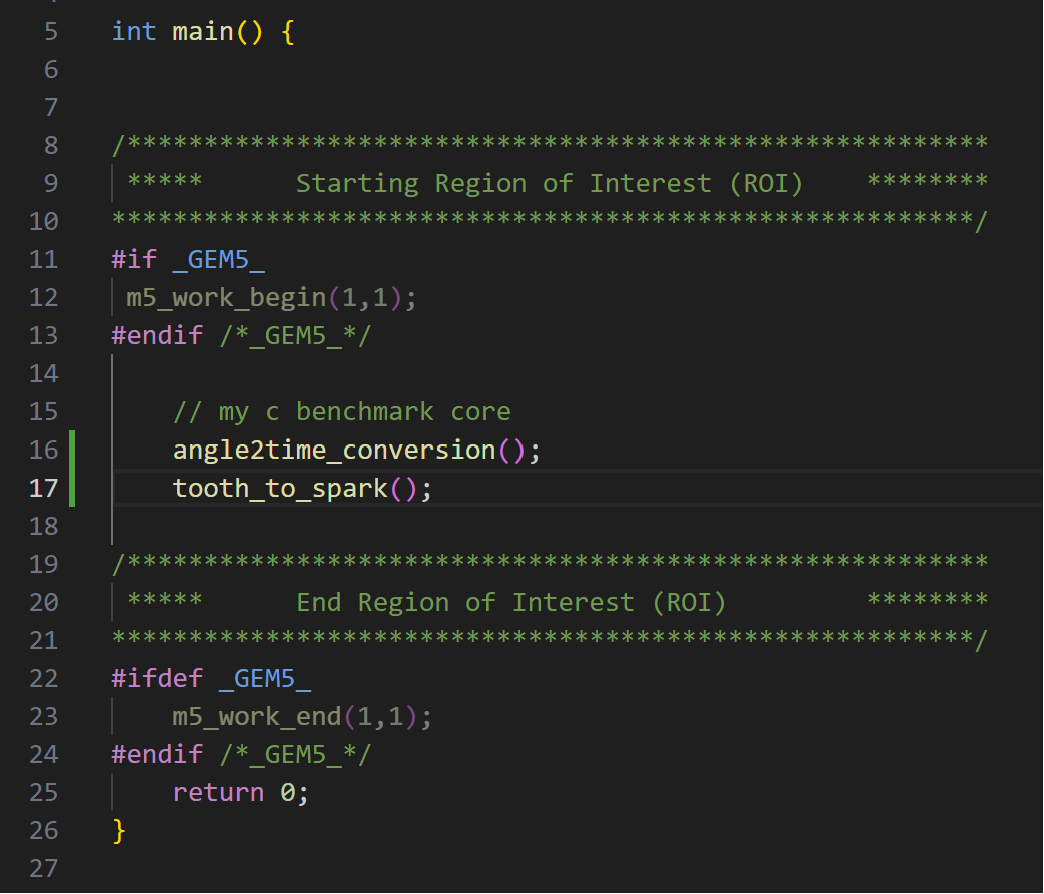 5 int main() {
6
7
8 /********************************************************
9  *****      Starting Region of Interest (ROI)    ********
10 ********************************************************/
11 #if _GEM5_
12  m5_work_begin(1,1);
13 #endif /*_GEM5_*/
14
15     // my c benchmark core
16     angle2time_conversion();
17     tooth_to_spark();
18
19 /********************************************************
20  *****      End Region of Interest (ROI)         ********
21 ********************************************************/
22 #ifdef _GEM5_
23     m5_work_end(1,1);
24 #endif /*_GEM5_*/
25     return 0;
26 }
27